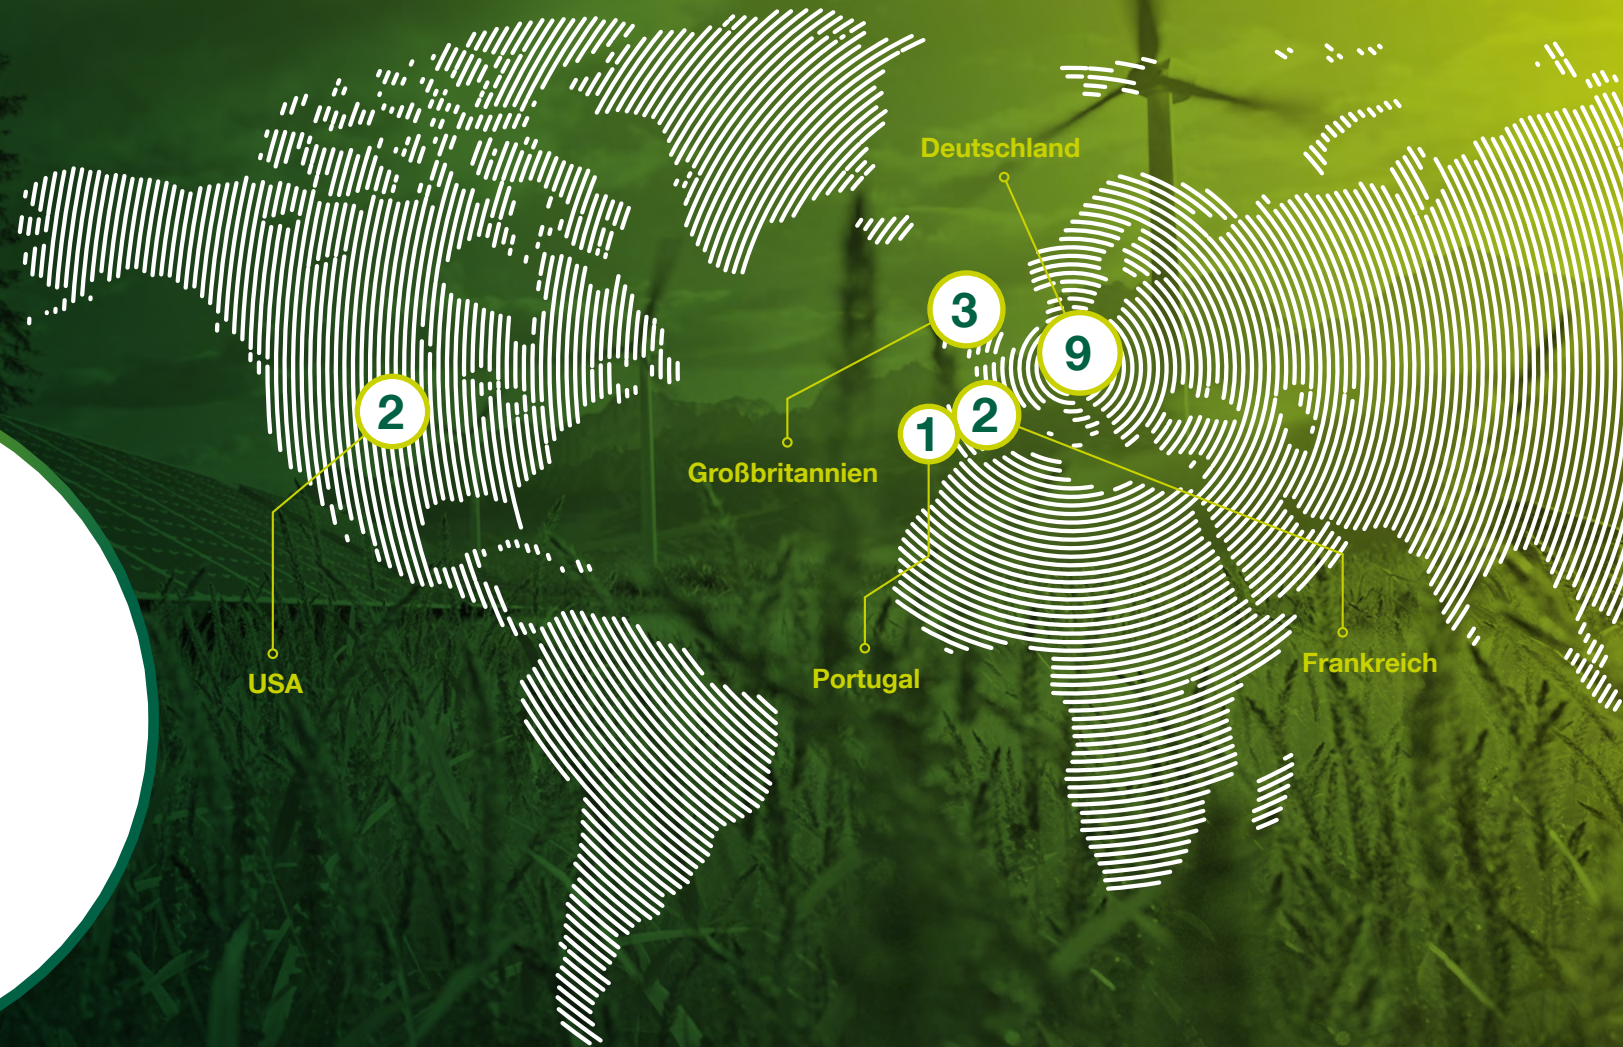 Deutschland
3
9
2
2
1
Großbritannien
USA
Portugal
Frankreich